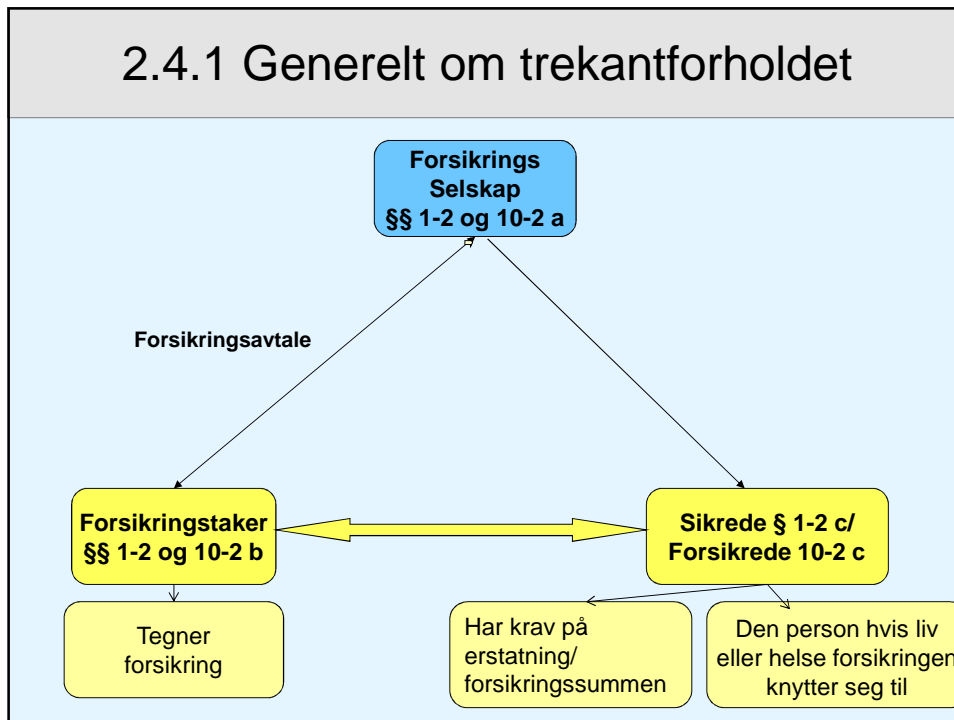 2.4.1 Generelt om trekantforholdet
Forsikrings
Selskap
§§ 1-2 og 10-2 a
Forsikringsavtale
Forsikringstaker
§§ 1-2 og 10-2 b
Sikrede § 1-2 c/
Forsikrede 10-2 c
Tegner
forsikring
Har krav på
erstatning/
forsikringssummen
Den person hvis liv
eller helse forsikringen
knytter seg til